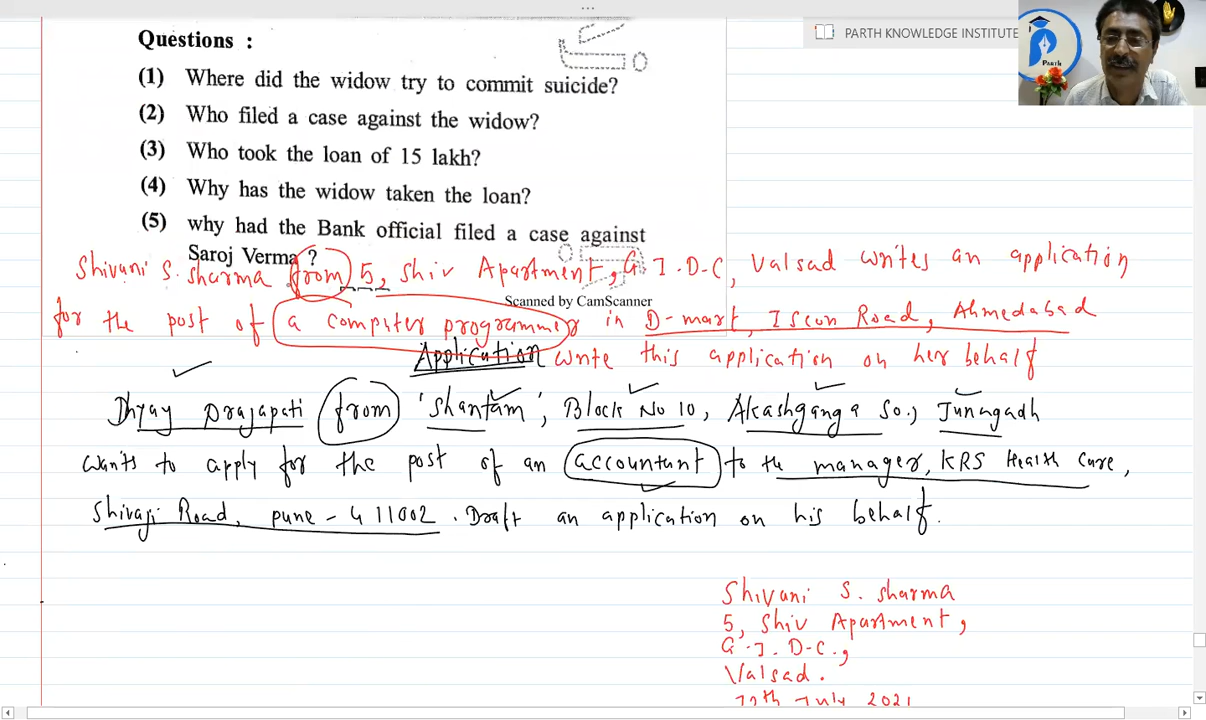 PARTH KNOWLEDGE INSTITUTE
Parth
Questions :
(1) Where did the widow try to commit suicide?
(2) Who filed a case against the widow?
(3) Who took the loan of 15 lakh?
(4) Why has the widow taken the loan?
(5) why had the Bank official filed a case against
Saroj Verma ?
Shivani S. sharma from 5, Shiv Apartment, G.I.D.C, Valsad writes an application
Scanned by CamScanner
for the post of a computer programmer in D-mart, Iscon Road, Ahmedabad
Application write this application on her behalf
Dhyay prajapati from 'Shantam', Block No 10, Akashganga So., Junagadh
wants to apply for the post of an accountant to the manager, KRS Health Care,
Shivaji Road, pune - 411002. Draft an application on his behalf.
Shivani S. sharma
5, Shiv Apartment,
G.I.D.C.,
Valsad.
July 2021